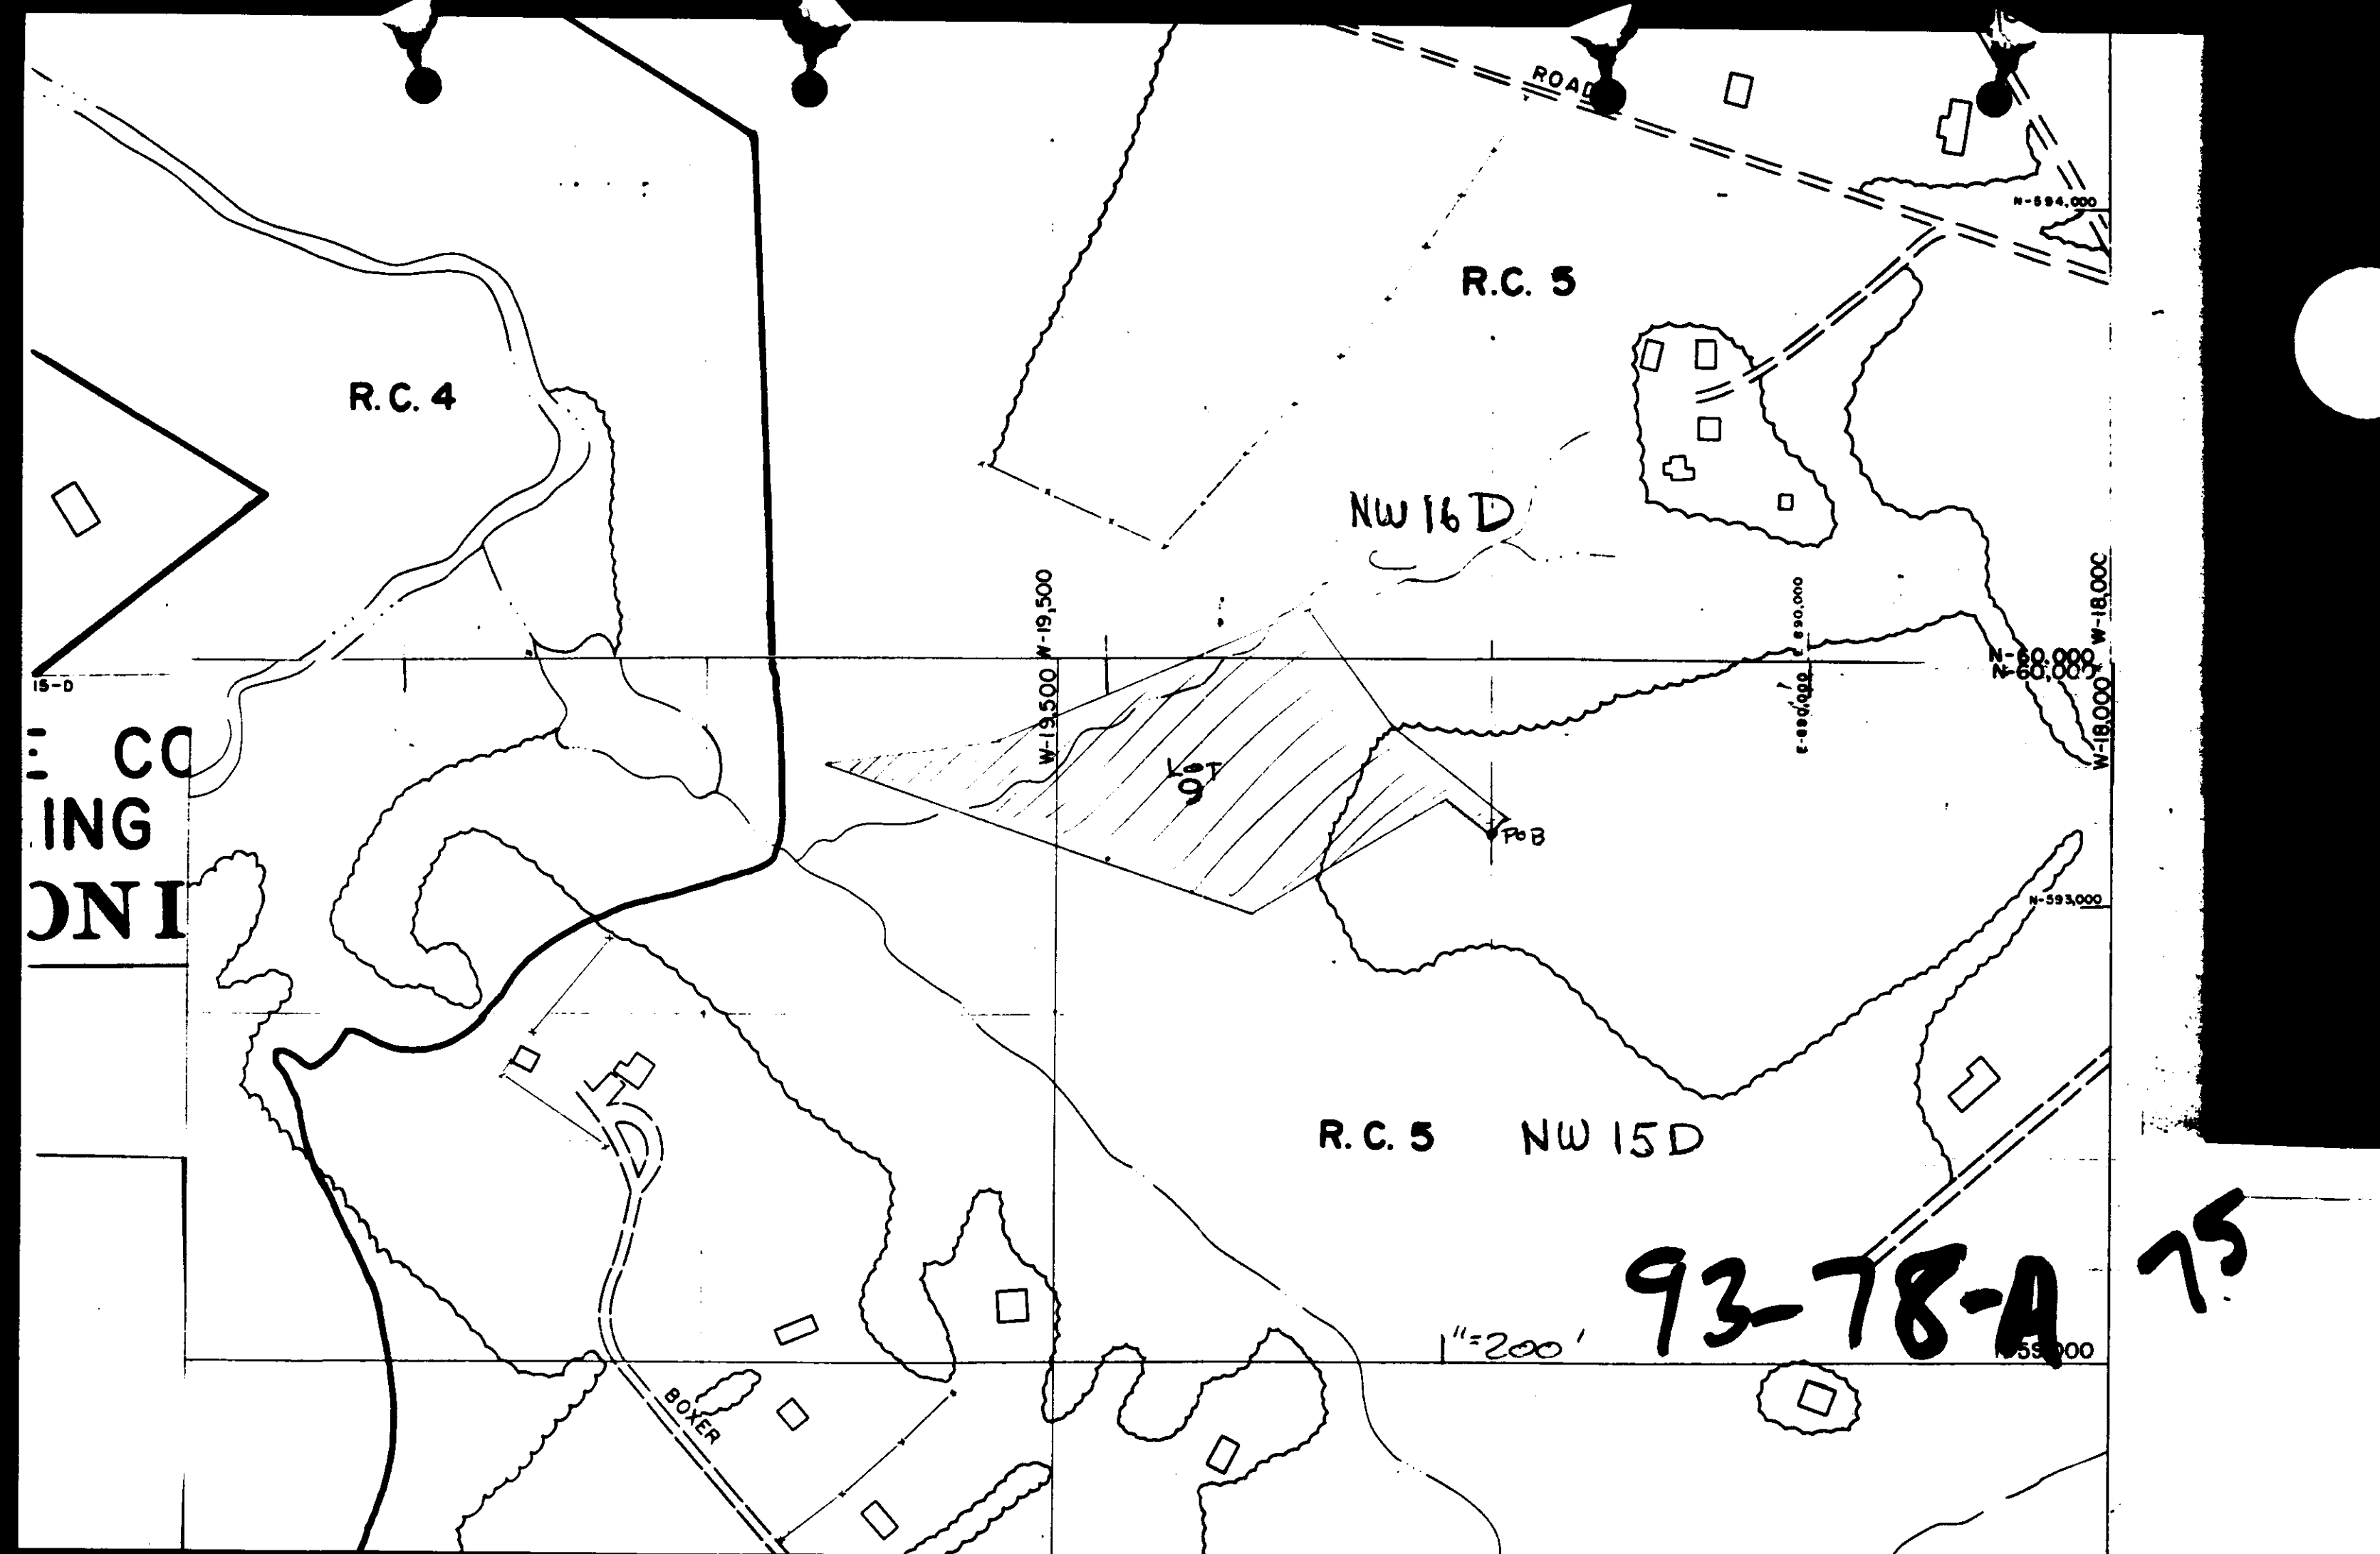 ROAD
N-594,000
R.C. 5
R.C. 4
NW 16 D
W-19,500
890,000
W-18,000
N-60,000
N-60,000
15-D
W-19,500
E-890,000
W-18,000
E CO
ING
ONI
LOT
9
POB
N-593,000
R.C. 5 NW 15 D
93-78-A
75
1"=200'
BOXER